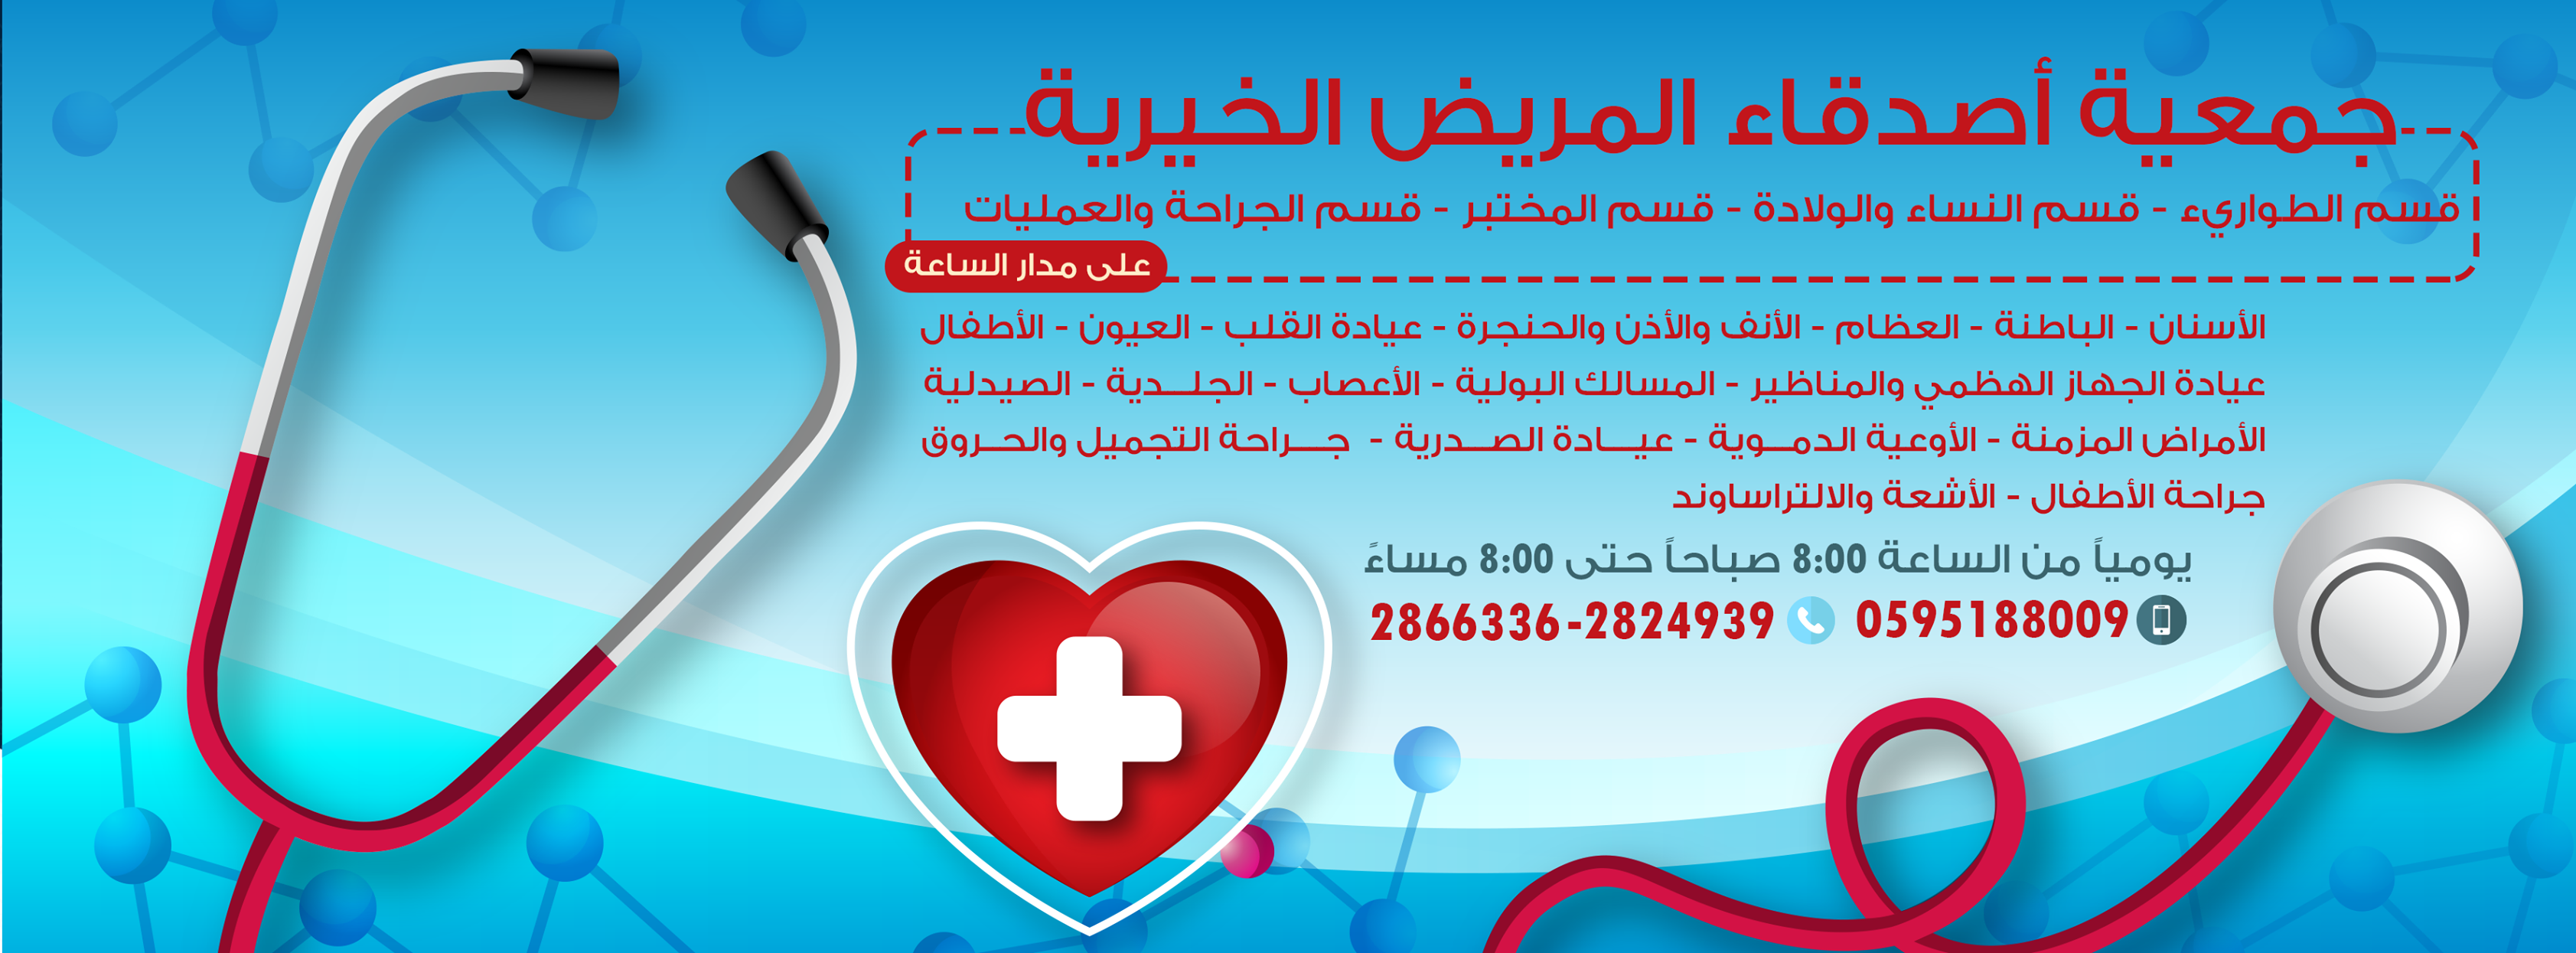 جمعية أصدقاء المريض الخيرية
قسم الطواريء - قسم النساء والولادة - قسم المختبر - قسم الجراحة والعمليات
على مدار الساعة
الأسنان - الباطنة - العظام - الأنف والأذن والحنجرة - عيادة القلب - العيون - الأطفال
عيادة الجهاز الهظمي والمناظير - المسالك البولية - الأعصاب - الجلـــدية - الصيدلية
الأمراض المزمنة - الأوعية الدمـــوية - عيـــادة الصـــدرية - جـــراحة التجميل والحـــروق
جراحة الأطفال - الأشعة والالتراساوند
يومياً من الساعة 8:00 صباحاً حتى 8:00 مساءً
0595188009 2866336-2824939